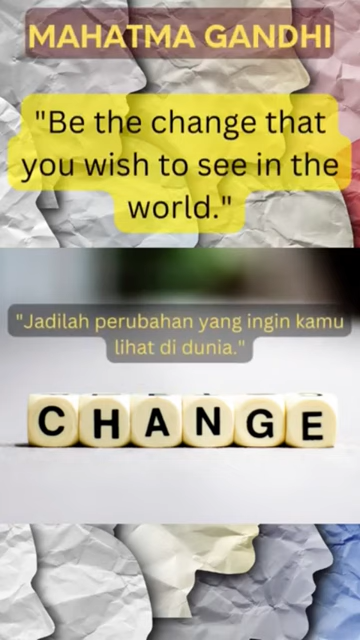 MAHATMA GANDHI
"Be the change that
you wish to see in the
world."
"Jadilah perubahan yang ingin kamu
lihat di dunia."
CHANGE